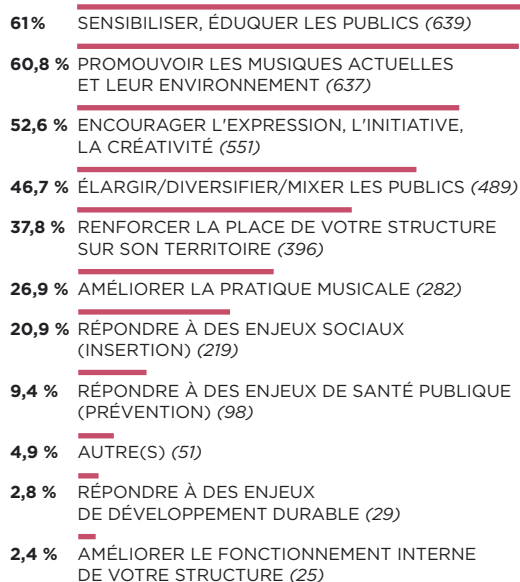 61% SENSIBILISER, ÉDUQUER LES PUBLICS (639)
60,8 % PROMOUVOIR LES MUSIQUES ACTUELLES
ET LEUR ENVIRONNEMENT (637)
52,6 % ENCOURAGER L'EXPRESSION, L'INITIATIVE,
LA CRÉATIVITÉ (551)
46,7 % ÉLARGIR/DIVERSIFIER/MIXER LES PUBLICS (489)
37,8 % RENFORCER LA PLACE DE VOTRE STRUCTURE
SUR SON TERRITOIRE (396)
26,9 % AMÉLIORER LA PRATIQUE MUSICALE (282)
20,9 % RÉPONDRE À DES ENJEUX SOCIAUX
(INSERTION) (219)
9,4 % RÉPONDRE À DES ENJEUX DE SANTÉ PUBLIQUE
(PRÉVENTION) (98)
4,9 % AUTRE(S) (51)
2,8 % RÉPONDRE À DES ENJEUX
DE DÉVELOPPEMENT DURABLE (29)
2,4 % AMÉLIORER LE FONCTIONNEMENT INTERNE
DE VOTRE STRUCTURE (25)